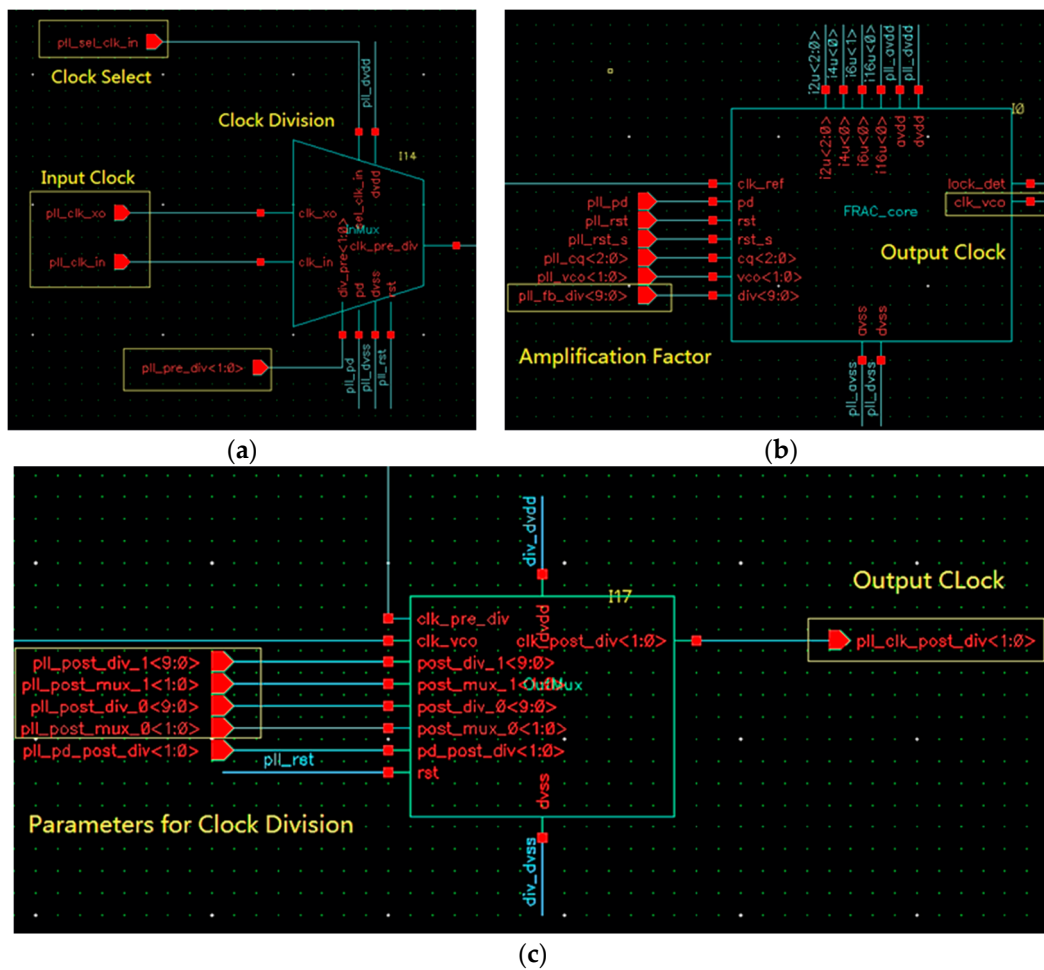 pll_sel_clk_in
Clock Select
pll_dvdd
Clock Division
I14
Input Clock
pll_clk_xo
pll_clk_in
sel_clk_in
dvdd
clk_xo
InMux
clk_pre_div
clk_in
div_pre<1:0>
pd
dvss
rst
pll_pre_div<1:0>
pll_pd
pll_dvss
pll_rst
(a)
i2u<2:0>
i4u<0>
i6u<1>
i16u<0>
pll_avdd
pll_dvdd
I0
i2u<2:0>
i4u<0>
i6u<1>
i16u<0>
avdd
dvdd
clk_ref
lock_det
pll_pd
pd
clk_vco
pll_rst
rst
FRAC_core
pll_rst_s
rst_s
pll_cq<2:0>
cq<2:0>
Output Clock
pll_vco<1:0>
vco<1:0>
pll_fb_div<9:0>
div<9:0>
avss
dvss
Amplification Factor
pll_avss
pll_dvss
(b)
div_dvdd
Output CLock
I17
dvdd
clk_pre_div
clk_vco
clk_post_div<1:0>
pll_clk_post_div<1:0>
pll_post_div_1<9:0>
post_div_1<9:0>
pll_post_mux_1<1:0>
post_mux_1<1:0>
OutMux
pll_post_div_0<9:0>
post_div_0<9:0>
pll_post_mux_0<1:0>
post_mux_0<1:0>
pll_pd_post_div<1:0>
pd_post_div<1:0>
pll_rst
rst
dvss
Parameters for Clock Division
div_dvss
(c)